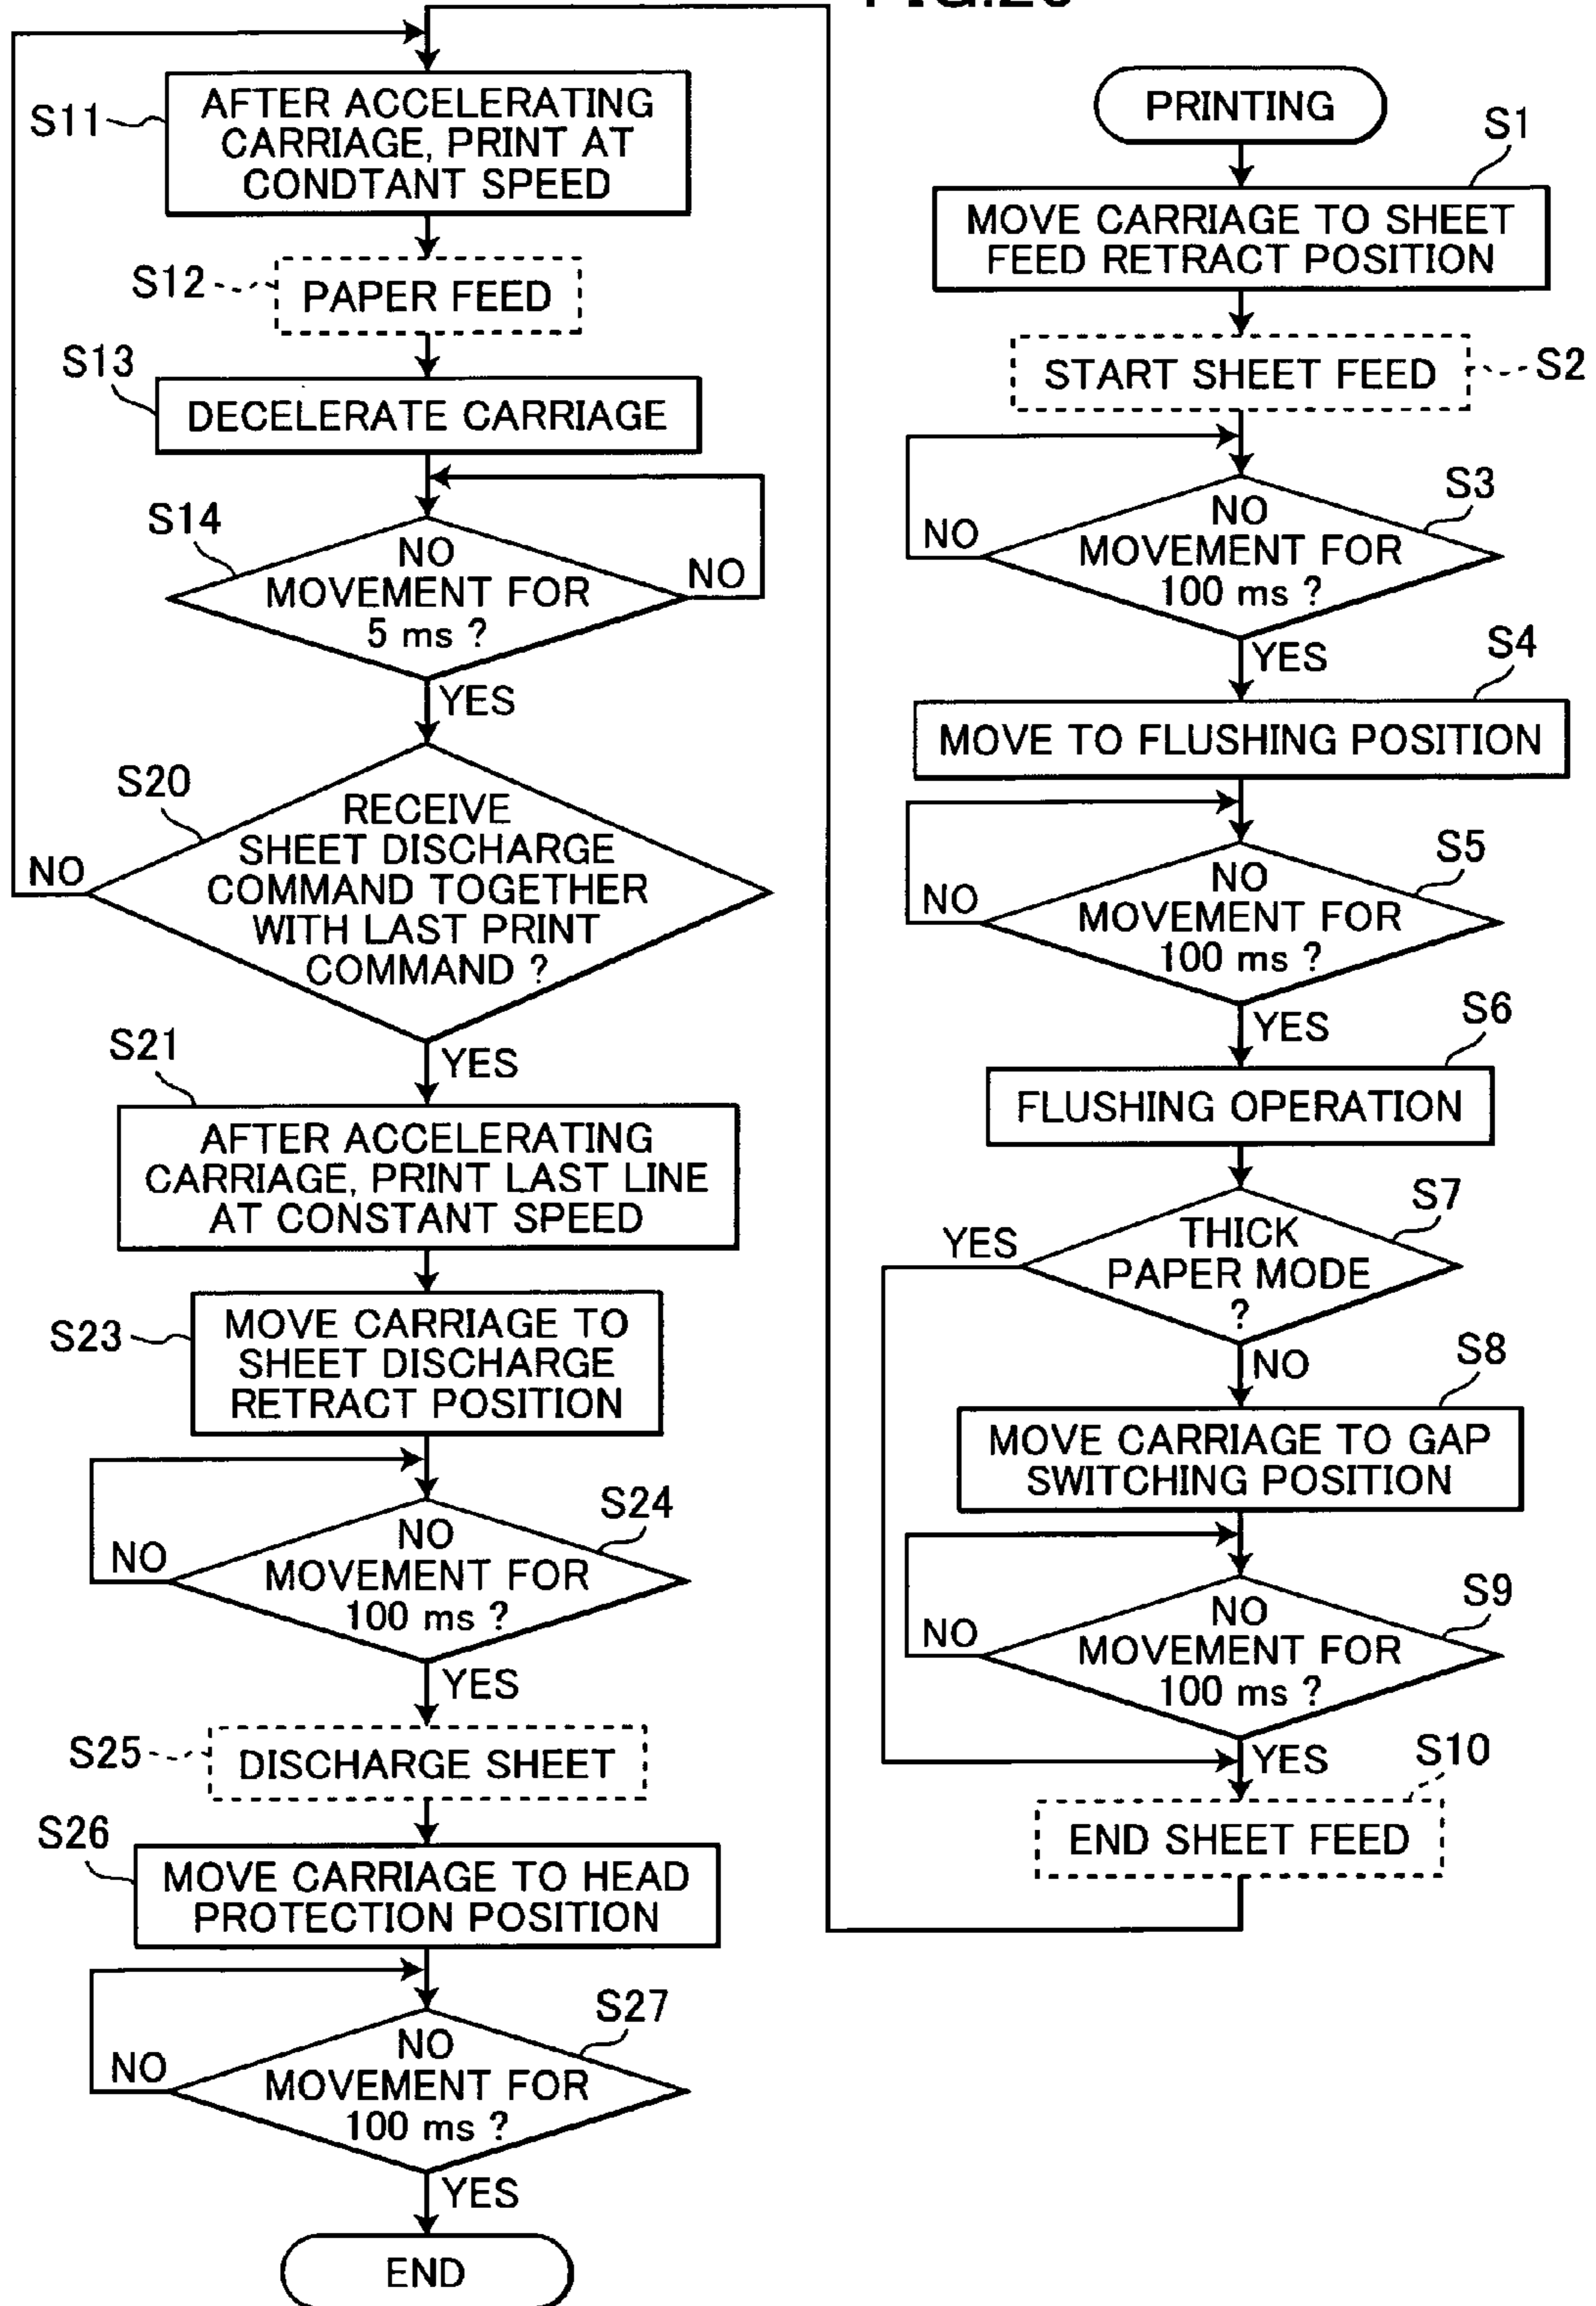 PRINTING
S1
MOVE CARRIAGE TO SHEET
FEED RETRACT POSITION
START SHEET FEED
S2
S3
NO
MOVEMENT FOR
100 ms ?
NO
YES
S4
MOVE TO FLUSHING POSITION
S5
NO
MOVEMENT FOR
100 ms ?
NO
YES
S6
FLUSHING OPERATION
S7
THICK
PAPER MODE
?
YES
NO
S8
MOVE CARRIAGE TO GAP
SWITCHING POSITION
S9
NO
MOVEMENT FOR
100 ms ?
NO
YES
S10
END SHEET FEED
S11
AFTER ACCELERATING
CARRIAGE, PRINT AT
CONDTANT SPEED
S12
PAPER FEED
S13
DECELERATE CARRIAGE
S14
NO
MOVEMENT FOR
5 ms ?
NO
YES
S20
RECEIVE
SHEET DISCHARGE
COMMAND TOGETHER
WITH LAST PRINT
COMMAND ?
NO
YES
S21
AFTER ACCELERATING
CARRIAGE, PRINT LAST LINE
AT CONSTANT SPEED
S23
MOVE CARRIAGE TO
SHEET DISCHARGE
RETRACT POSITION
S24
NO
MOVEMENT FOR
100 ms ?
NO
YES
S25
DISCHARGE SHEET
S26
MOVE CARRIAGE TO HEAD
PROTECTION POSITION
S27
NO
MOVEMENT FOR
100 ms ?
NO
YES
END